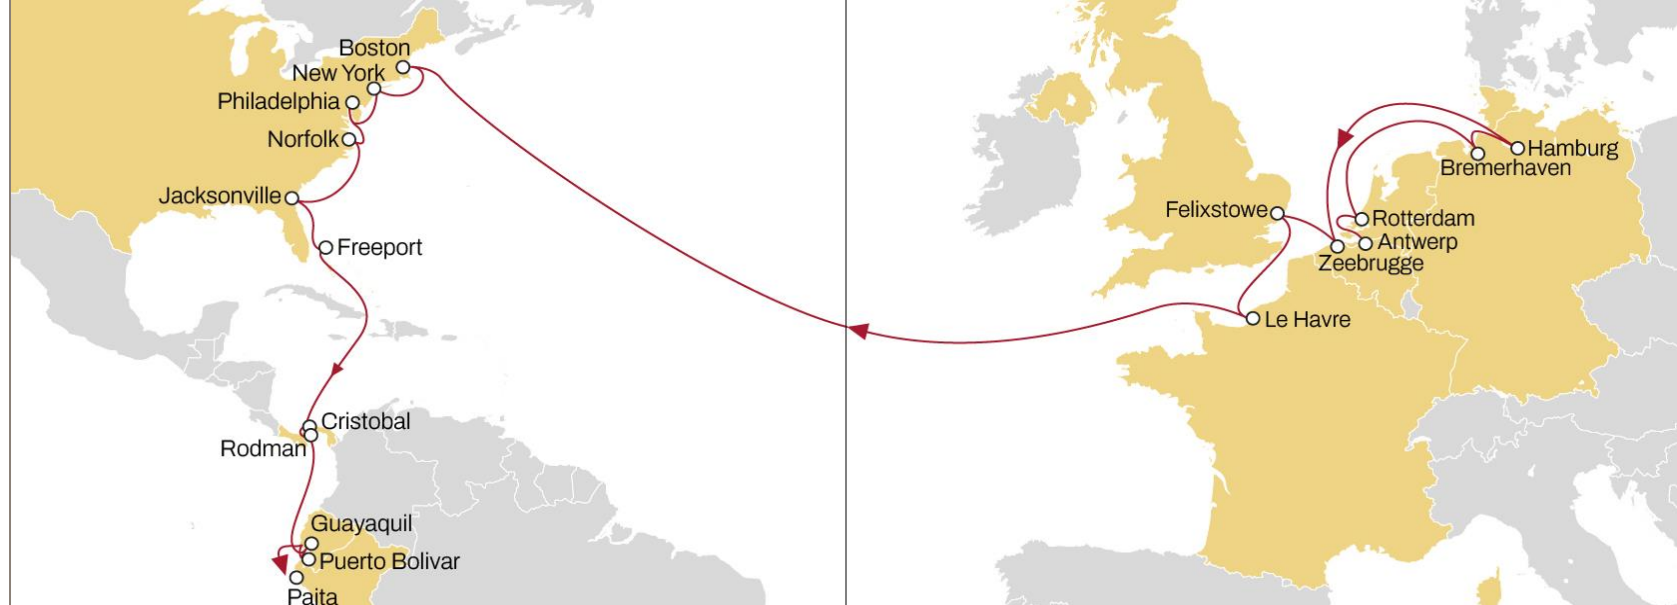 Boston
New York
Philadelphia
Norfolk
Jacksonville
Freeport
Cristobal
Rodman
Guayaquil
Puerto Bolivar
Paita
Hamburg
Bremerhaven
Felixstowe
Rotterdam
Antwerp
Zeebrugge
Le Havre